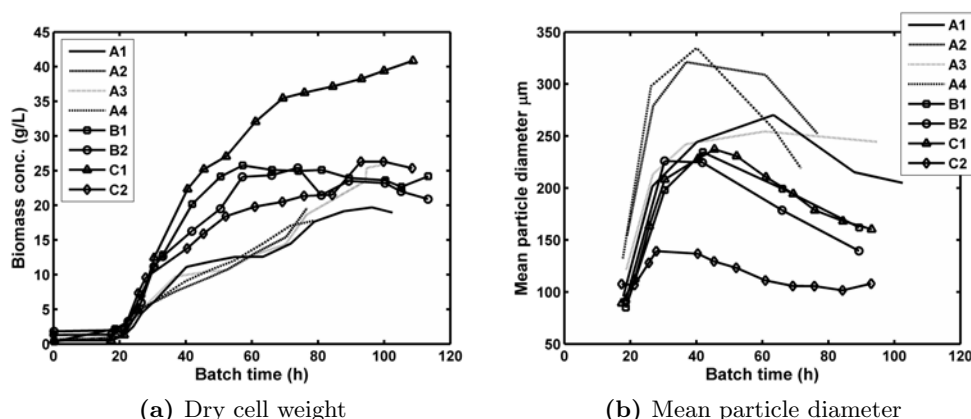 45
40
35
30
25
20
15
10
5
0
Biomass conc. (g/L)
A1
A2
A3
A4
B1
B2
C1
C2
0 20 40 60 80 100 120
Batch time (h)
(a) Dry cell weight
350
300
250
200
150
100
50
Mean particle diameter μm
A1
A2
A3
A4
B1
B2
C1
C2
0 20 40 60 80 100 120
Batch time (h)
(b) Mean particle diameter